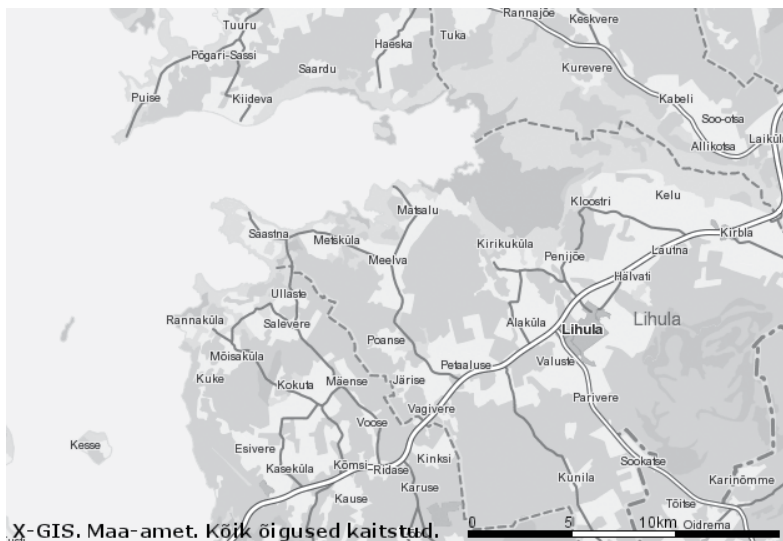 Rannajõe
Keskvere
Tuuru
Tuka
Haeska
Põgari-Sassi
Saardu
Kurevere
Puise
Kiideva
Kabeli
Soo-otsa
Laiküla
Allikotsa
Kelu
Kloostri
Matsalu
Saastna
Metsküla
Kirikuküla
Kirbla
Lautna
Meelva
Penijõe
Hälvati
Ullaste
Rannaküla
Salevere
Alaküla
Lihula
Lihula
Poanse
Mõisaküla
Petaaluse
Valuste
Kuke
Kokuta
Mäense
Järise
Parivere
Vagivere
Voose
Kesse
Esivere
Kinksi
Sookatse
Kaseküla
Kõmsi
Ridase
Kunila
Karinõmme
Karuse
Kause
Tõitse
Oidrema
X-GIS. Maa-amet. Kõik õigused kaitstud.
0 5 10km